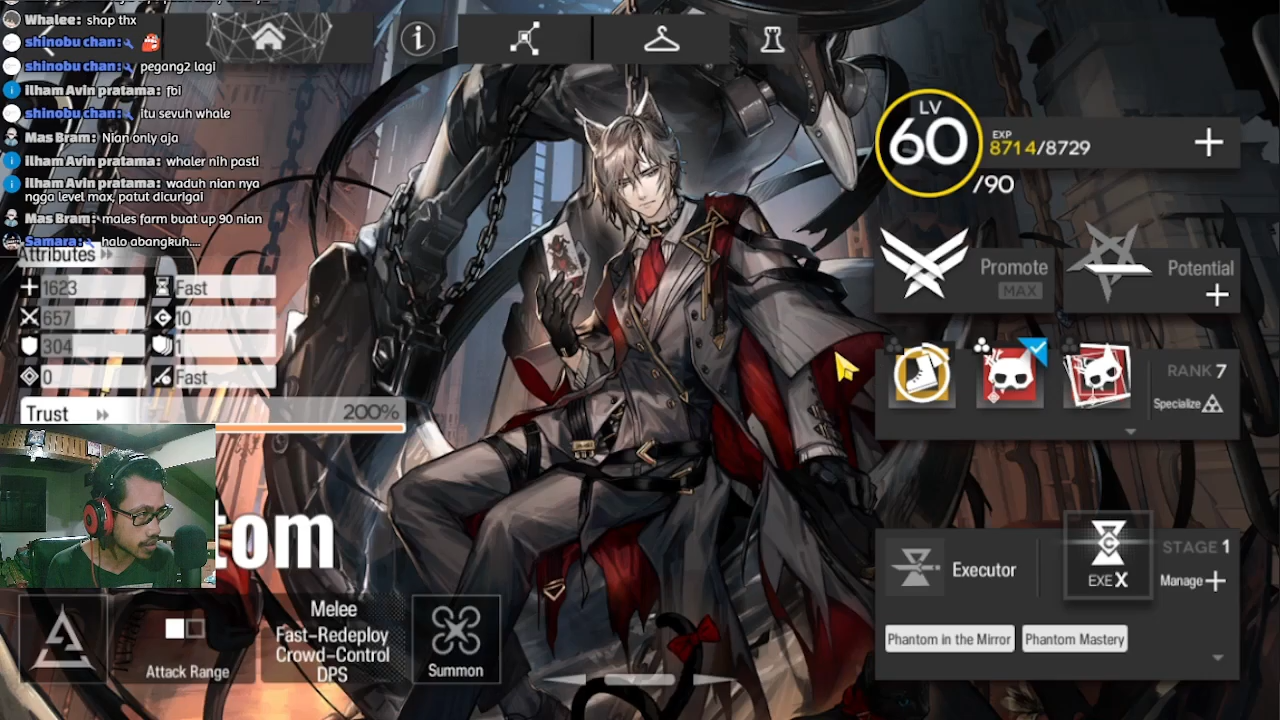 Whalee: shap thx
shinobu chan:
shinobu chan: pegang2 lagi
Ilham Avin pratama: fbi
shinobu chan: itu sevuh whale
Mas Bram: Nian only aja
Ilham Avin pratama: whaler nih pasti
Ilham Avin pratama: waduh nian nya
ngga level max, patut dicurigai
Mas Bram: males farm buat up 90 nian
Samara: halo abangkuh....
Attributes
1623 Fast
657 10
304 1
0 Fast
Trust 200%
tom
Melee
Fast-Redeploy
Crowd-Control
DPS
Attack Range
Summon
LV
60
EXP
8714/8729
/90
Promote
MAX
Potential
RANK 7
Specialize
Executor
EXE X
STAGE 1
Manage
Phantom in the Mirror
Phantom Mastery